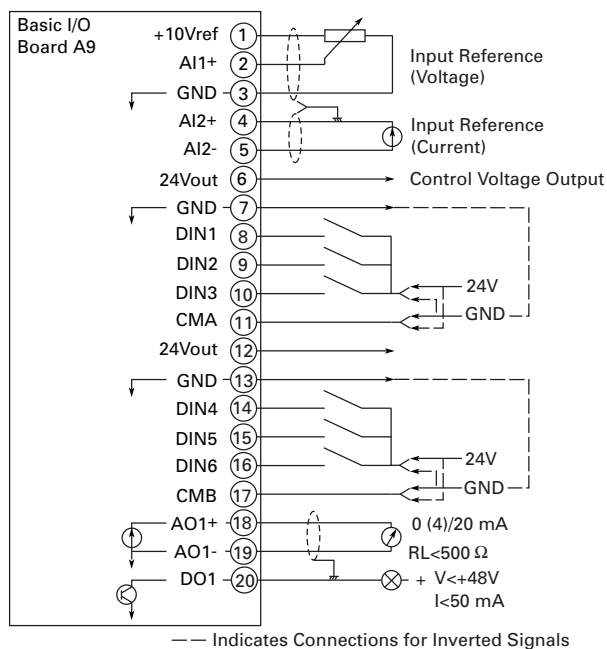 Basic I/O
Board A9
+10Vref 1
AI1+ 2
GND 3
Input Reference
(Voltage)
AI2+ 4
AI2- 5
Input Reference
(Current)
24Vout 6 Control Voltage Output
GND 7
DIN1 8
DIN2 9
DIN3 10
24V
CMA 11
GND
24Vout 12
GND 13
DIN4 14
DIN5 15
DIN6 16
24V
CMB 17
GND
AO1+ 18 0 (4)/20 mA
AO1- 19 RL<500 Ω
DO1 20 + V<+48V
I<50 mA
—— Indicates Connections for Inverted Signals